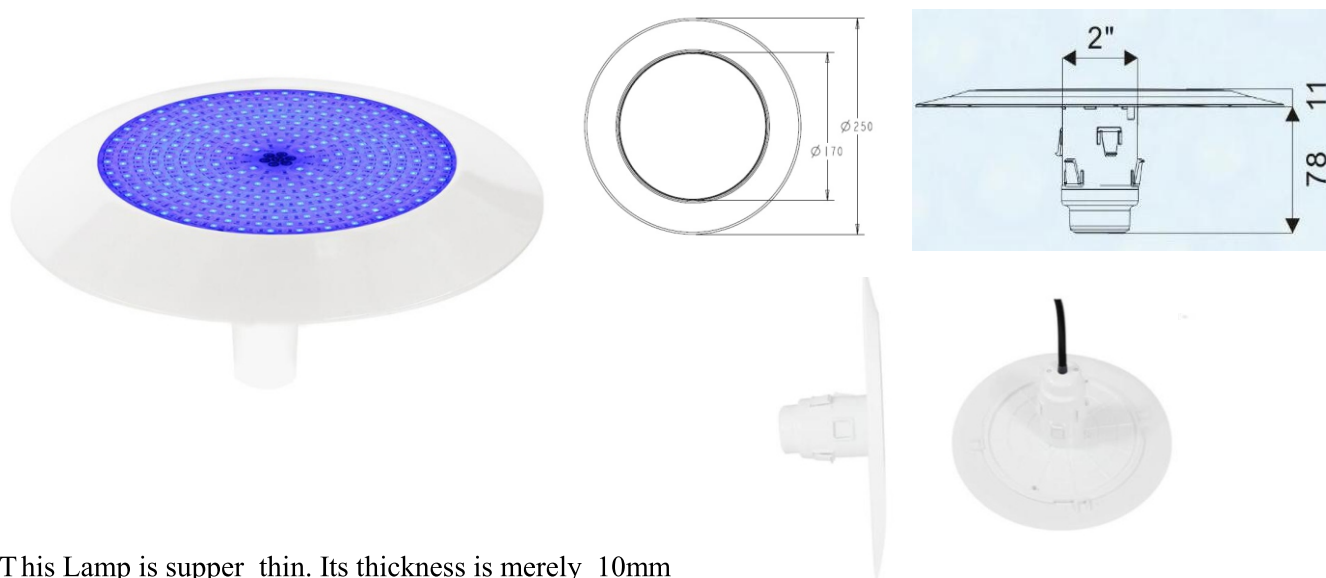 2"
11
Ø250
Ø170
78
This Lamp is supper thin. Its thickness is merely 10mm